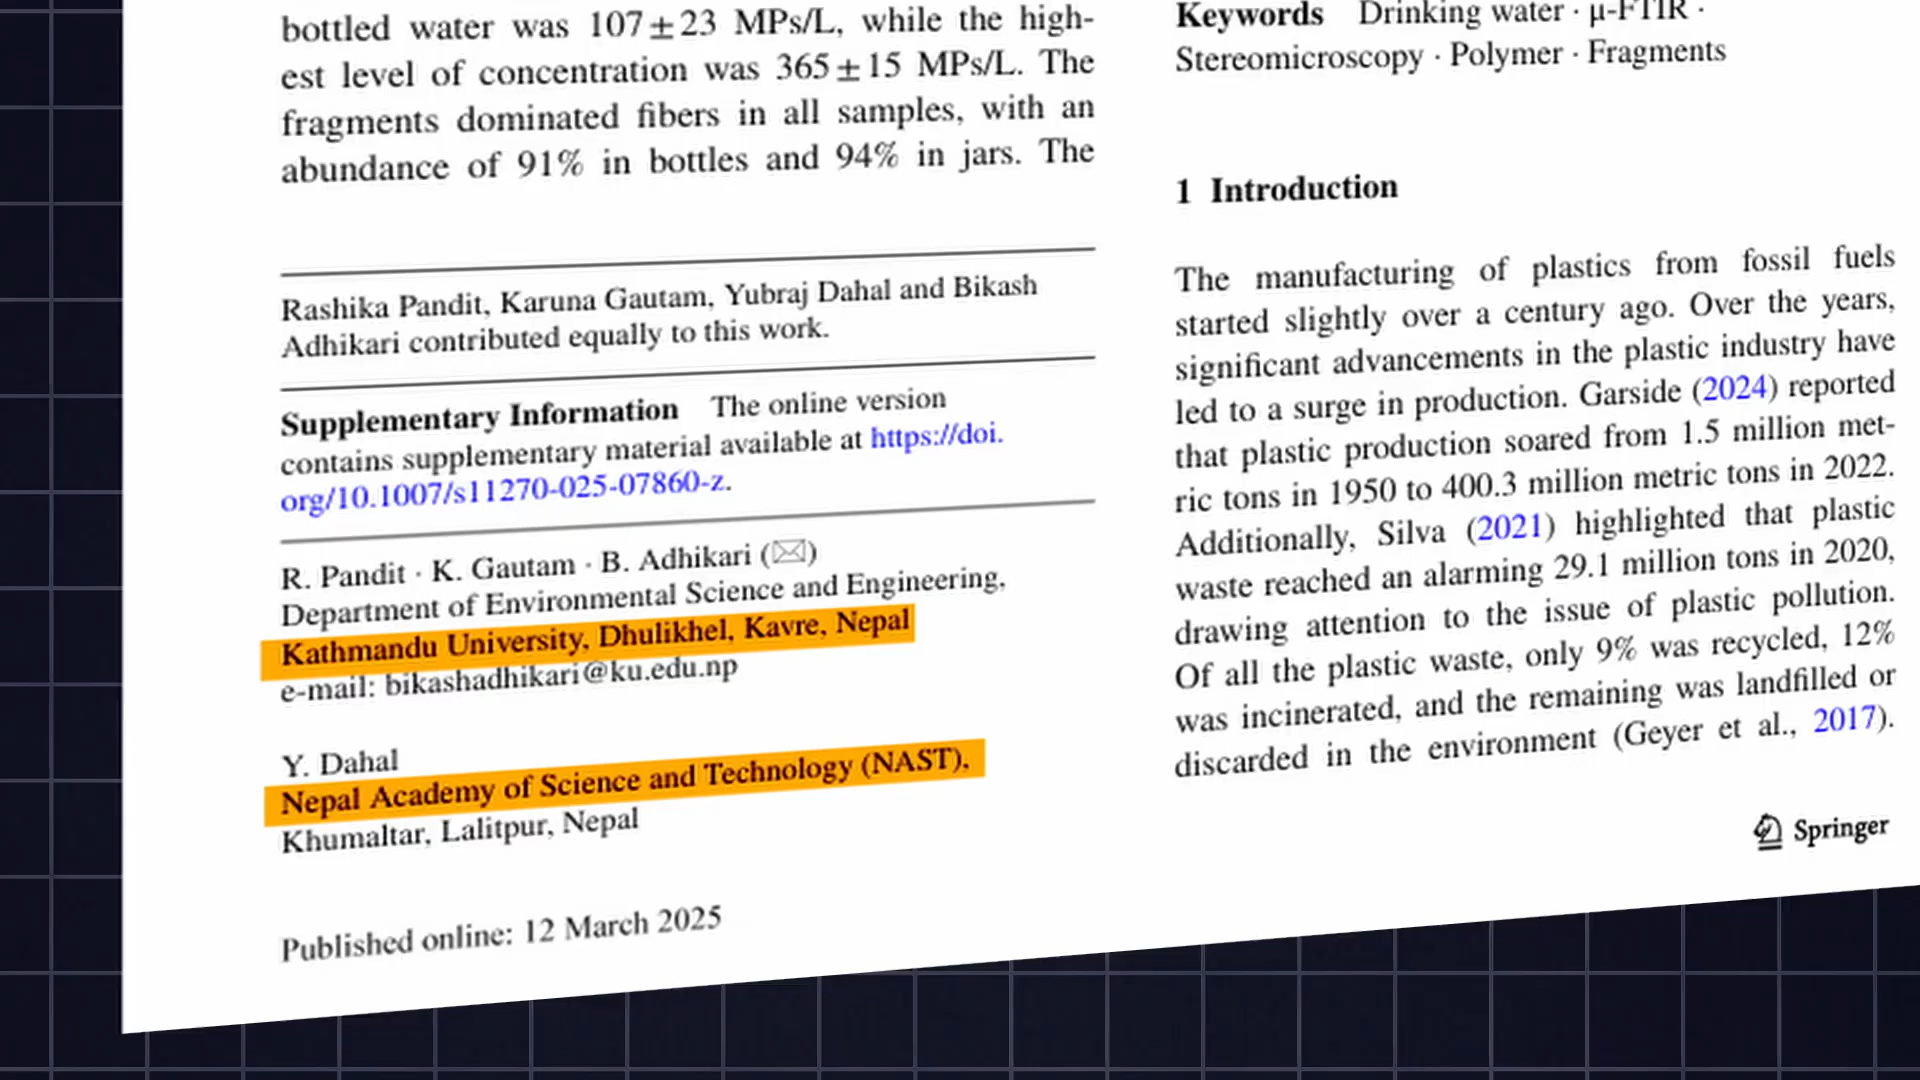 bottled water was 107±23 MPs/L, while the high-
est level of concentration was 365±15 MPs/L. The
fragments dominated fibers in all samples, with an
abundance of 91% in bottles and 94% in jars. The
Rashika Pandit, Karuna Gautam, Yubraj Dahal and Bikash
Adhikari contributed equally to this work.
Supplementary Information The online version
contains supplementary material available at https://doi.
org/10.1007/s11270-025-07860-z.
R. Pandit · K. Gautam · B. Adhikari (✉)
Department of Environmental Science and Engineering,
Kathmandu University, Dhulikhel, Kavre, Nepal
e-mail: bikashadhikari@ku.edu.np
Y. Dahal
Nepal Academy of Science and Technology (NAST),
Khumaltar, Lalitpur, Nepal
Published online: 12 March 2025
Keywords Drinking water · μ-FTIR ·
Stereomicroscopy · Polymer · Fragments
1 Introduction
The manufacturing of plastics from fossil fuels
started slightly over a century ago. Over the years,
significant advancements in the plastic industry have
led to a surge in production. Garside (2024) reported
that plastic production soared from 1.5 million met-
ric tons in 1950 to 400.3 million metric tons in 2022.
Additionally, Silva (2021) highlighted that plastic
waste reached an alarming 29.1 million tons in 2020,
drawing attention to the issue of plastic pollution.
Of all the plastic waste, only 9% was recycled, 12%
was incinerated, and the remaining was landfilled or
discarded in the environment (Geyer et al., 2017).
Springer